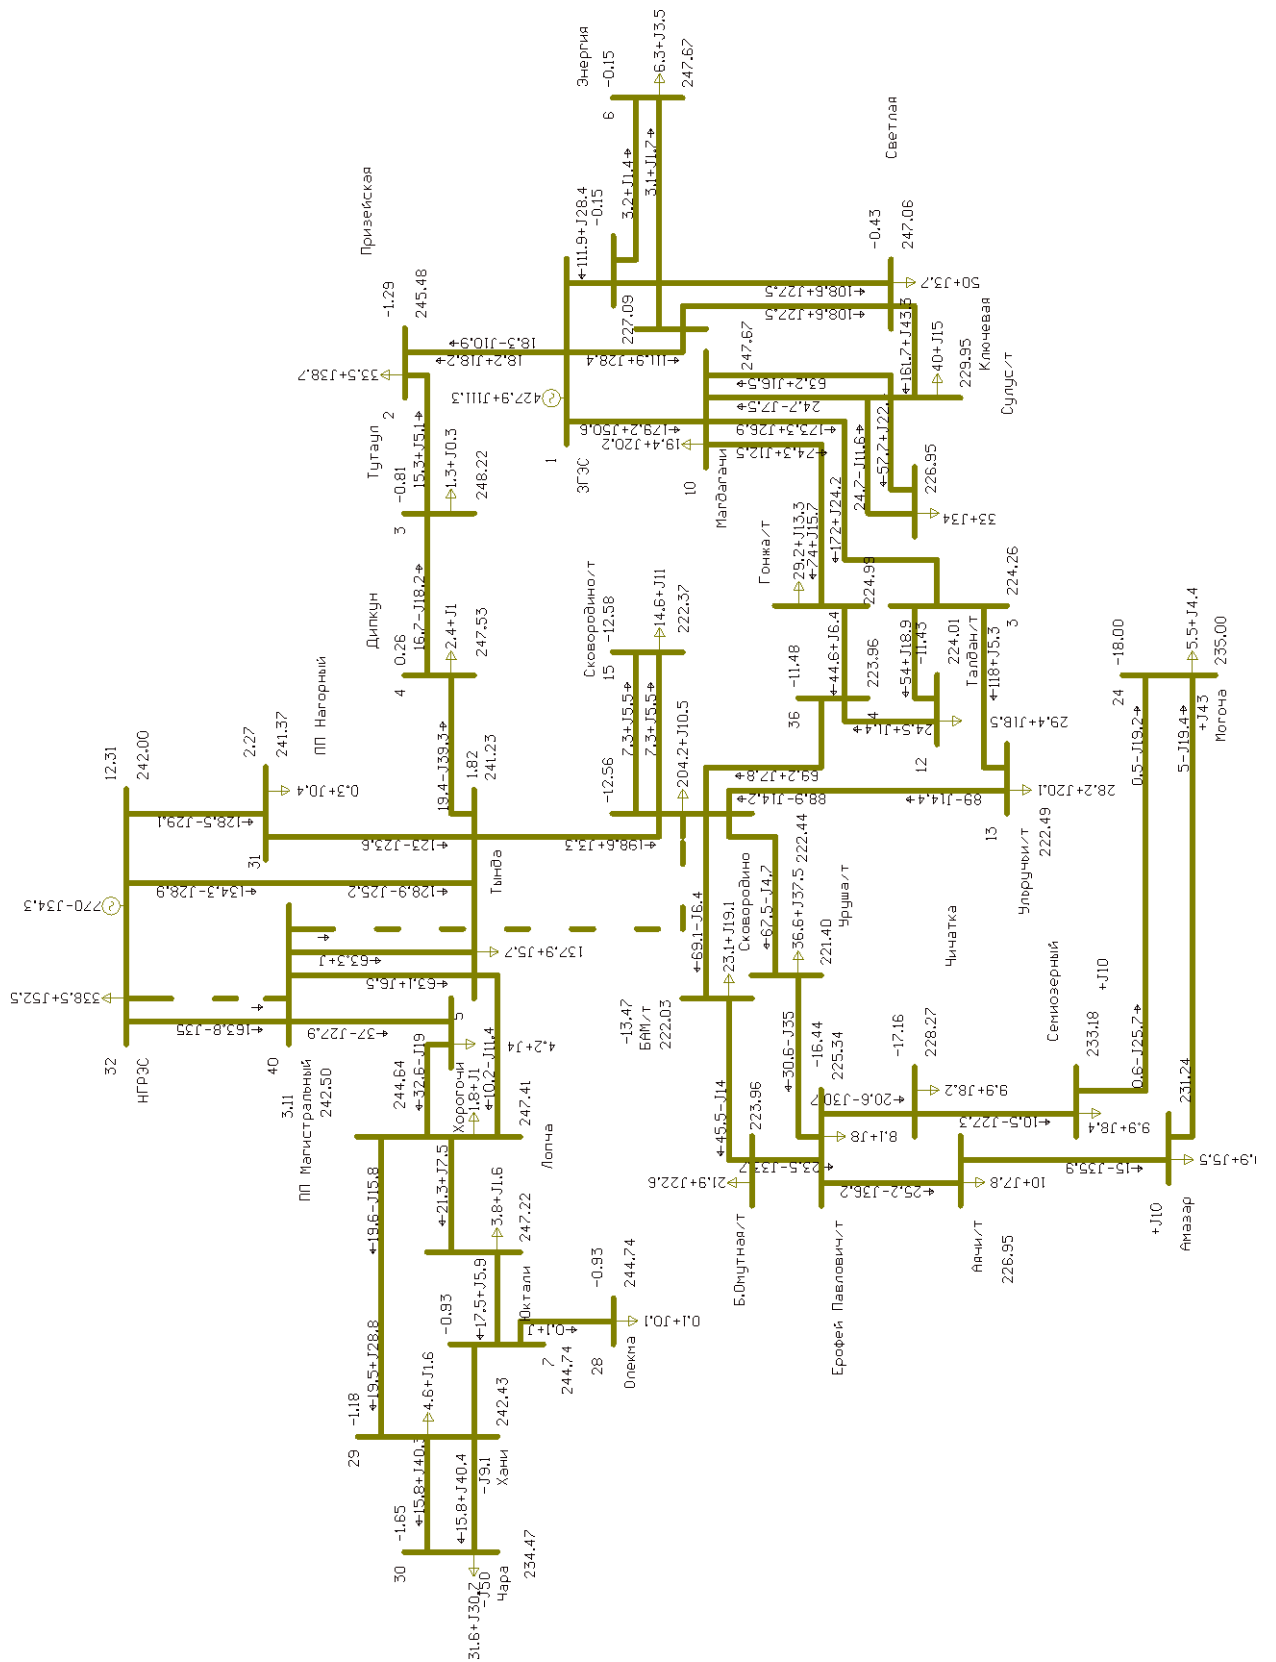 Энергия
-0.15
6
6.3+J3.5
247.67
3.2+J1.4
3.1+J1.7
Светлая
-0.43
247.06
50+J3.7
Призейская
-1.29
245.48
2
33.5+J38.7
18.3-J10.9
18.2+J18.2
111.9+J28.4
-0.15
227.09
111.9+J28.4
108.6+J27.5
108.6+J27.5
161.7+J43.3
40+J15
229.95
Ключевая
Сулус/т
427.9+J111.3
1
ЗГЭС
179.2+J50.6
19.4+J20.2
10
Магдагачи
247.67
63.2+J16.5
24.7-J7.5
173.3+J26.9
74.3+J12.5
24.7-J11.6
226.95
33+J34
Тутаул
-0.81
3
15.3+J5.1
1.3+J0.3
248.22
Дипкун
0.26
4
16.7-J18.2
2.4+J1
247.53
19.4-J39.3
Сковородино/т
-12.58
15
14.6+J11
222.37
7.3+J5.5
7.3+J5.5
Гонжа/т
29.2+J13.3
74+J15.7
224.99
172+J24.2
224.26
3
-11.48
36
44.6+J6.4
223.96
54+J18.9
-11.43
224.01
Талдан/т
118+J5.3
4
24.5+J1.4
12
29.4+J18.5
-18.00
24
5.5+J4.4
235.00
+J43
Могоча
0.5-J19.2
5-J19.4
ПП Нагорный
2.27
241.37
31
0.3+J0.4
12.31
242.00
128.5-J29.1
1.82
241.23
123-J23.6
-12.56
204.2+J10.5
198.6+J3.3
69.2+J7.8
88.9-J14.2
89-J14.4
13
28.2+J20.1
Ульручьи/т
222.49
770-J34.3
134.3-J28.9
128.9-J25.2
Тында
137.9+J5.7
338.5+J52.5
32
НГРЭС
163.8-J35
40
3.11
ПП Магистральный
242.50
63.3+J
63.1+J6.5
37-J27.9
5
4.2+J4
Хорогочи
244.64
32.6-J19
1.8+J1
10.2-J11.4
247.41
Лопча
69.1-J6.4
Сковородино
67.5-J4.7
222.44
23.1+J19.1
36.6+J37.5
221.40
Уруша/т
-13.47
БАМ/т
222.03
45.5-J14
30.6-J35
-16.44
225.34
Чичатка
-17.16
228.27
20.6-J30.7
9.9+J8.2
Семиозерный
+J10
233.18
10.5-J27.3
9.9+J8.4
0.6-J25.7
231.24
223.96
21.9+J22.6
Б.Омутная/т
8.1+J8
25.2-J36.2
Ерофей Павлович/т
10+J7.8
Аячи/т
226.95
15-J35.9
+J10
Амазар
19.6-J15.8
21.3+J7.5
3.8+J1.6
247.22
Юктали
17.5+J5.9
-0.93
7
244.74
0.1+J
-0.93
244.74
28
Олекма
0.1+J0.1
19.5+J28.8
-1.18
29
4.6+J1.6
242.43
Хани
-J9.1
15.8+J40.4
-1.65
30
234.47
Чара
-J50